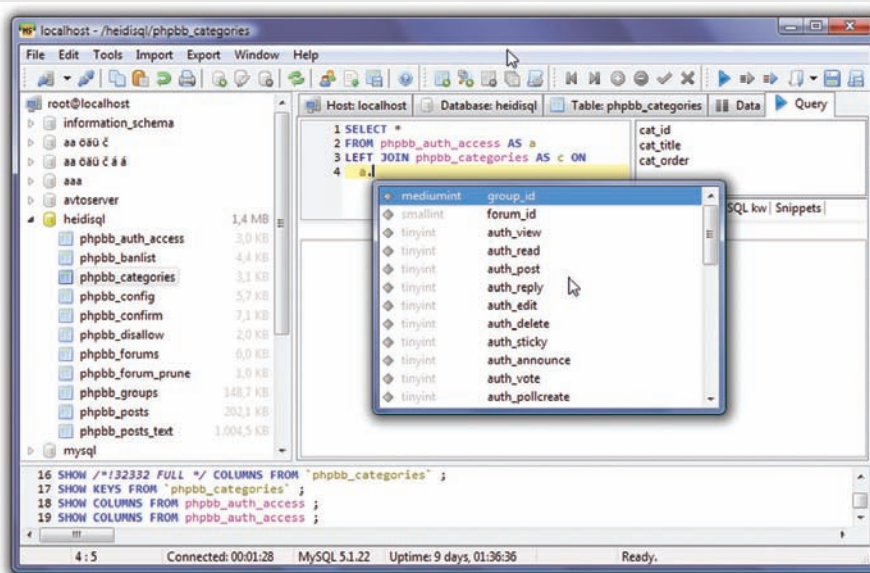 localhost - /heidisql/phpbb_categories
File Edit Tools Import Export Window Help
root@localhost
information_schema
aa öäü č
aa öäü č á á
aaa
avtoserver
heidisql 1,4 MB
phpbb_auth_access 3,0 KB
phpbb_banlist 4,4 KB
phpbb_categories 3,1 KB
phpbb_config 5,7 KB
phpbb_confirm 7,1 KB
phpbb_disallow 2,0 KB
phpbb_forums 6,0 KB
phpbb_forum_prune 1,0 KB
phpbb_groups 148,7 KB
phpbb_posts 202,1 KB
phpbb_posts_text 1.004,5 KB
mysql
Host: localhost Database: heidisql Table: phpbb_categories Data Query
1 SELECT *
2 FROM phpbb_auth_access AS a
3 LEFT JOIN phpbb_categories AS c ON
4 a.
cat_id
cat_title
cat_order
SQL kw Snippets
mediumint group_id
smallint forum_id
tinyint auth_view
tinyint auth_read
tinyint auth_post
tinyint auth_reply
tinyint auth_edit
tinyint auth_delete
tinyint auth_sticky
tinyint auth_announce
tinyint auth_vote
tinyint auth_pollcreate
16 SHOW /*!32332 FULL */ COLUMNS FROM `phpbb_categories` ;
17 SHOW KEYS FROM `phpbb_categories` ;
18 SHOW COLUMNS FROM phpbb_auth_access ;
19 SHOW COLUMNS FROM phpbb_auth_access ;
4 : 5 Connected: 00:01:28 MySQL 5.1.22 Uptime: 9 days, 01:36:36 Ready.